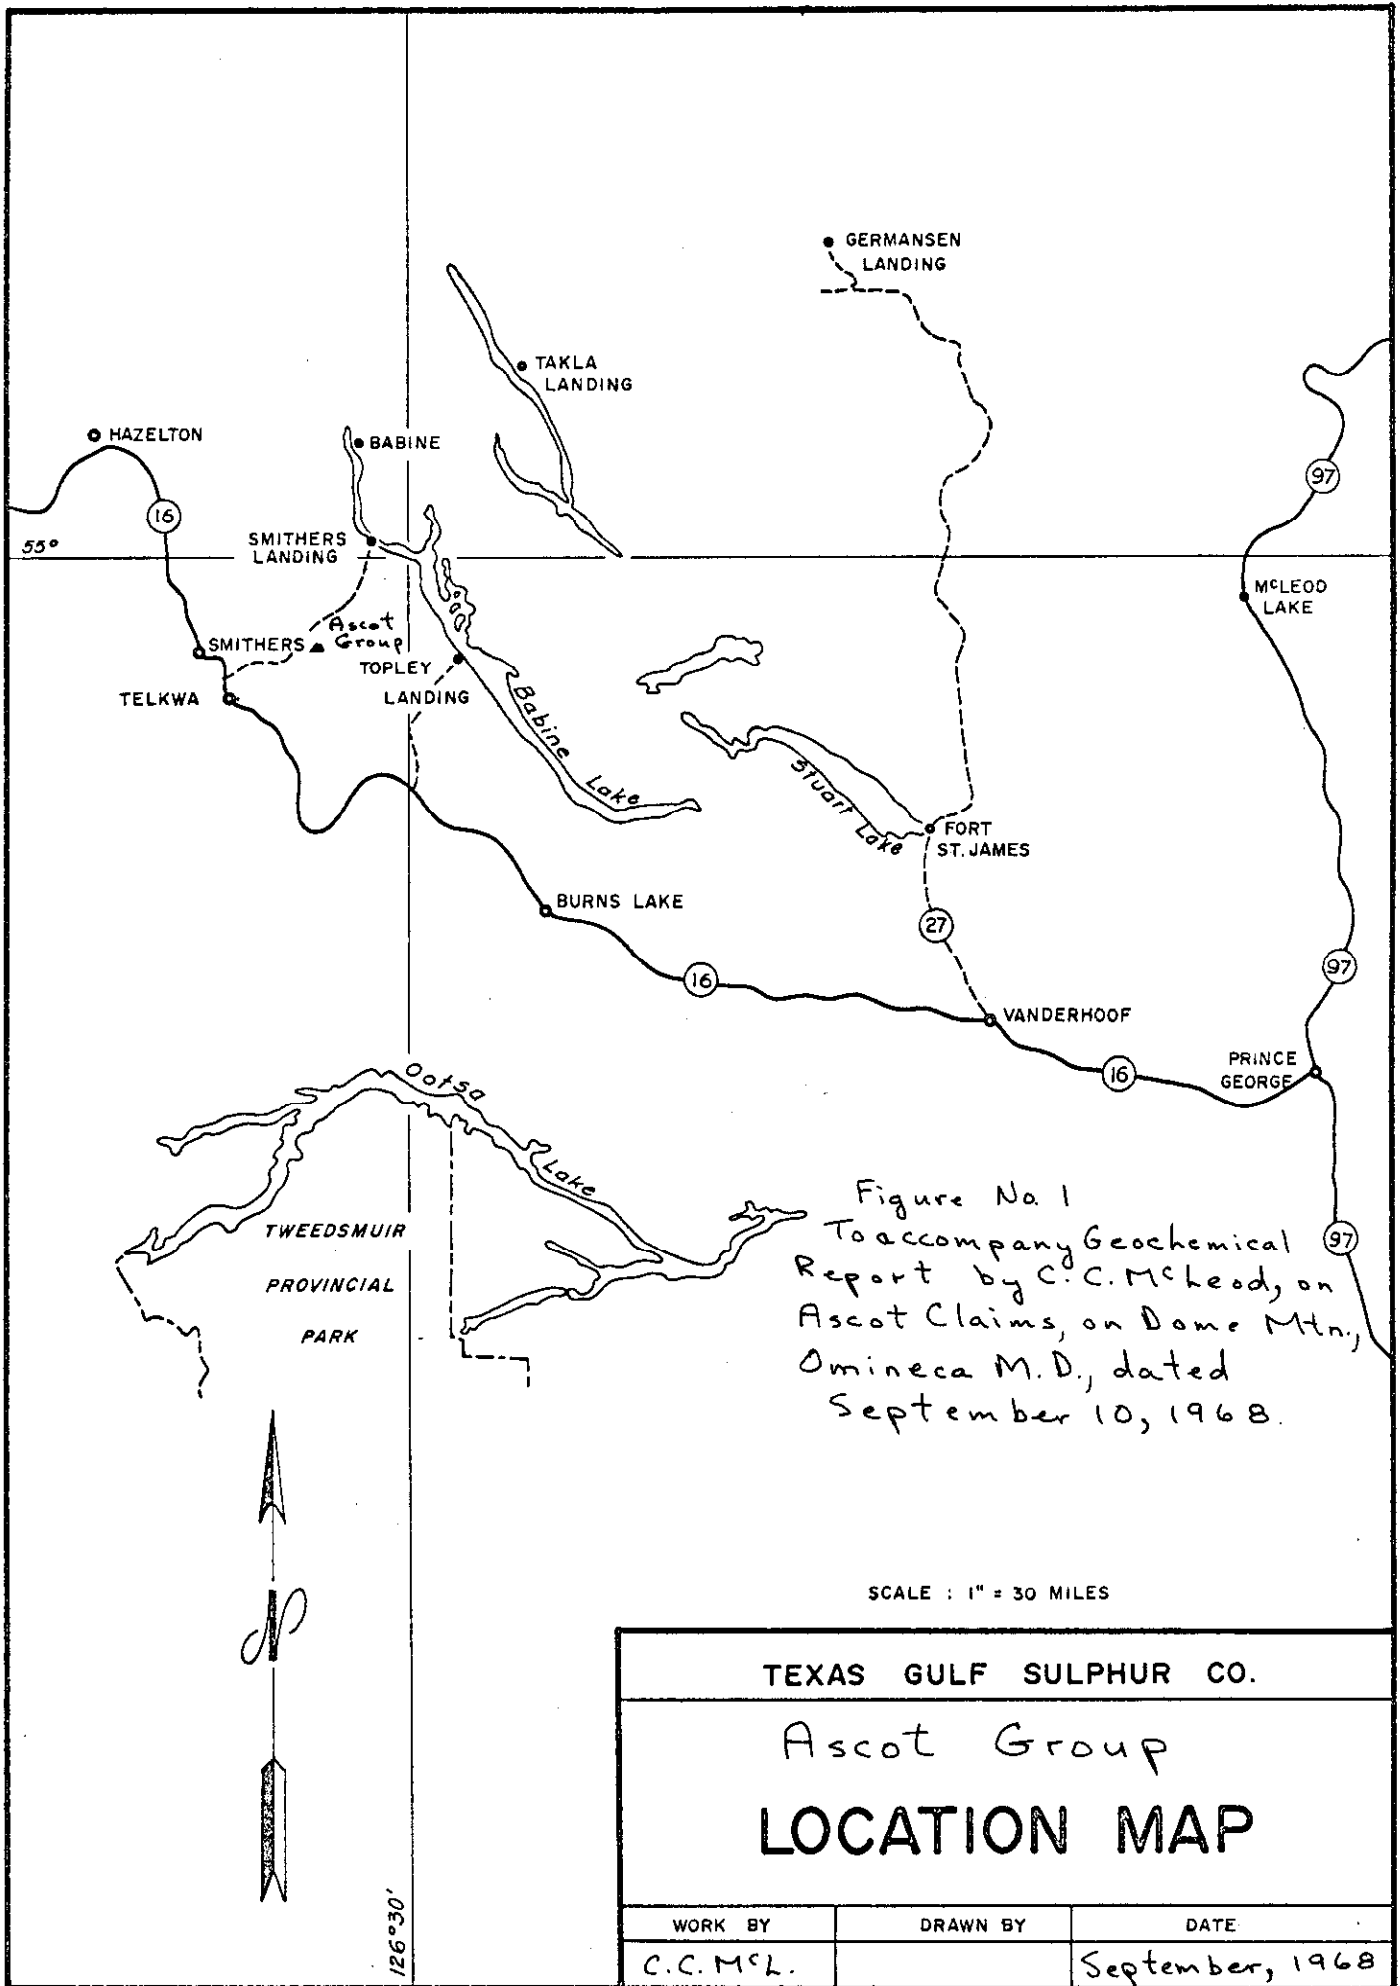 GERMANSEN
LANDING
TAKLA
LANDING
HAZELTON
BABINE
97
16
SMITHERS
LANDING
55°
McLEOD
LAKE
Ascot
Group
SMITHERS
TOPLEY
LANDING
TELKWA
Babine
Lake
Stuart Lake
FORT
ST. JAMES
BURNS LAKE
27
16
97
VANDERHOOF
PRINCE
GEORGE
16
Ootsa
Lake
97
TWEEDSMUIR
PROVINCIAL
PARK
Figure No. 1
To accompany Geochemical
Report by C.C. McLeod, on
Ascot Claims, on Dome Mtn.,
Omineca M.D., dated
September 10, 1968.
N
SCALE : 1" = 30 MILES
TEXAS GULF SULPHUR CO.
Ascot Group
LOCATION MAP
126°30'
WORK BY
DRAWN BY
DATE
C.C. McL.
September, 1968